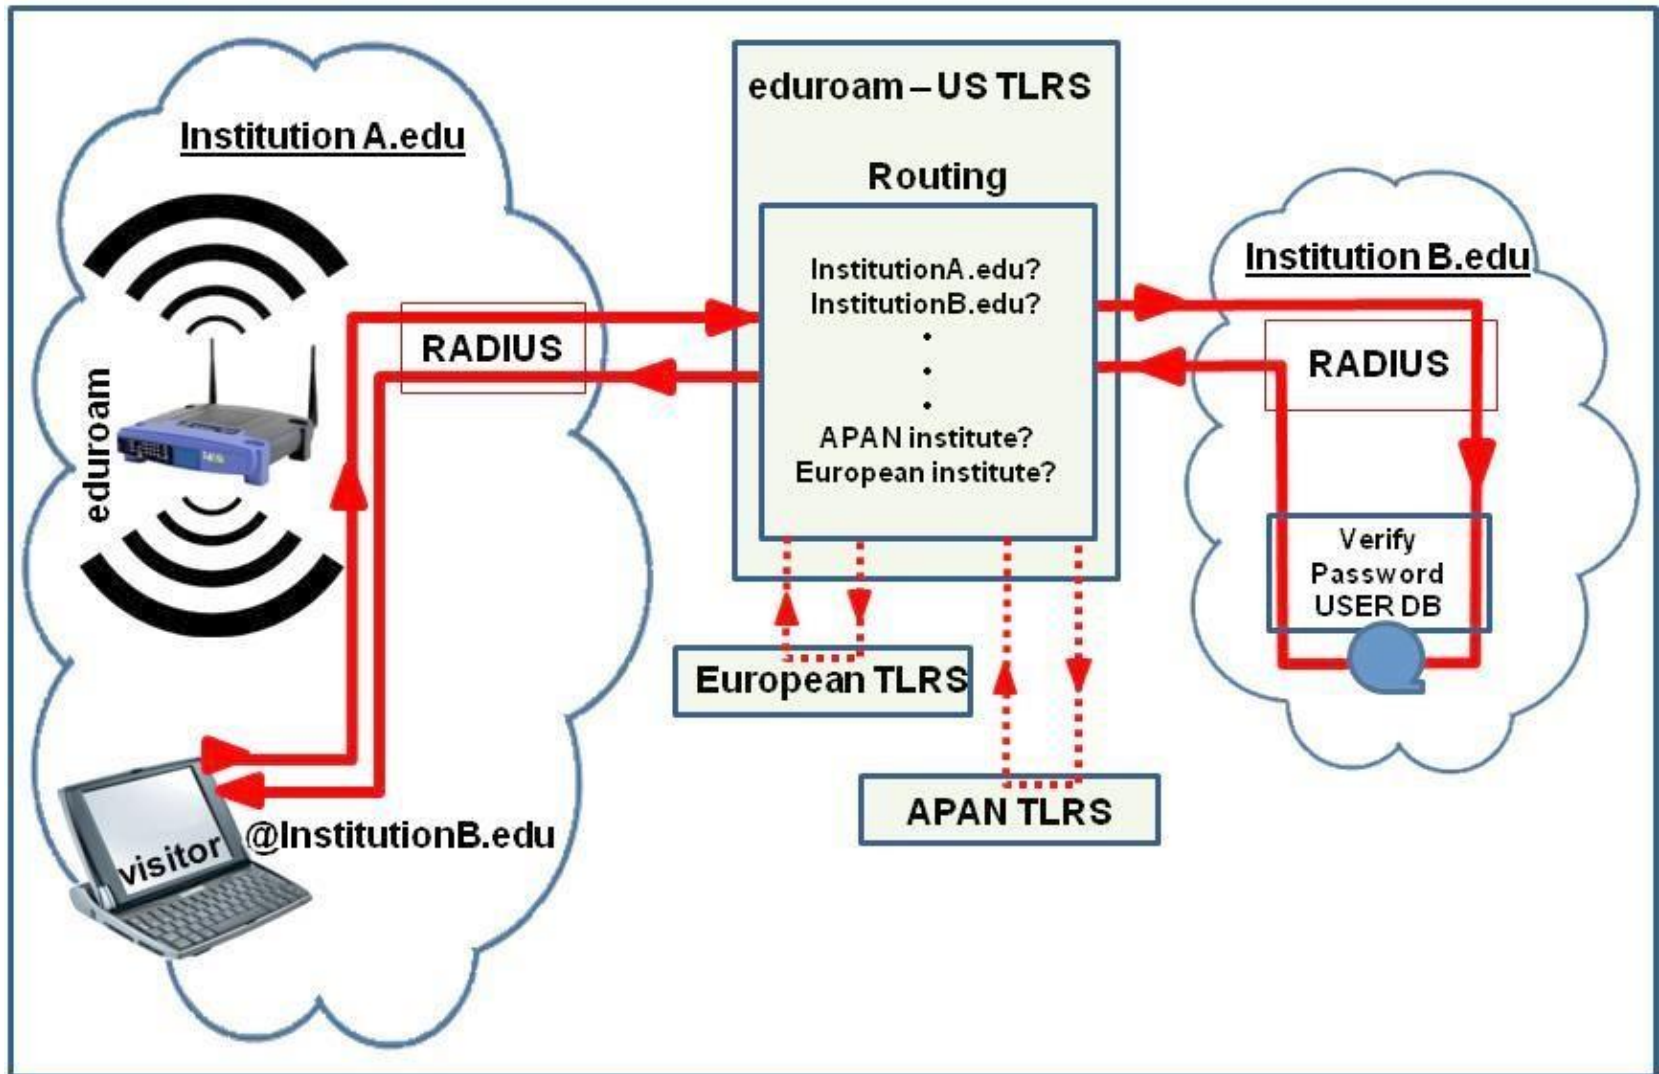 Institution A.edu
eduroam
RADIUS
visitor
@InstitutionB.edu
eduroam – US TLRS
Routing
InstitutionA.edu?
InstitutionB.edu?
APAN institute?
European institute?
European TLRS
APAN TLRS
Institution B.edu
RADIUS
Verify
Password
USER DB